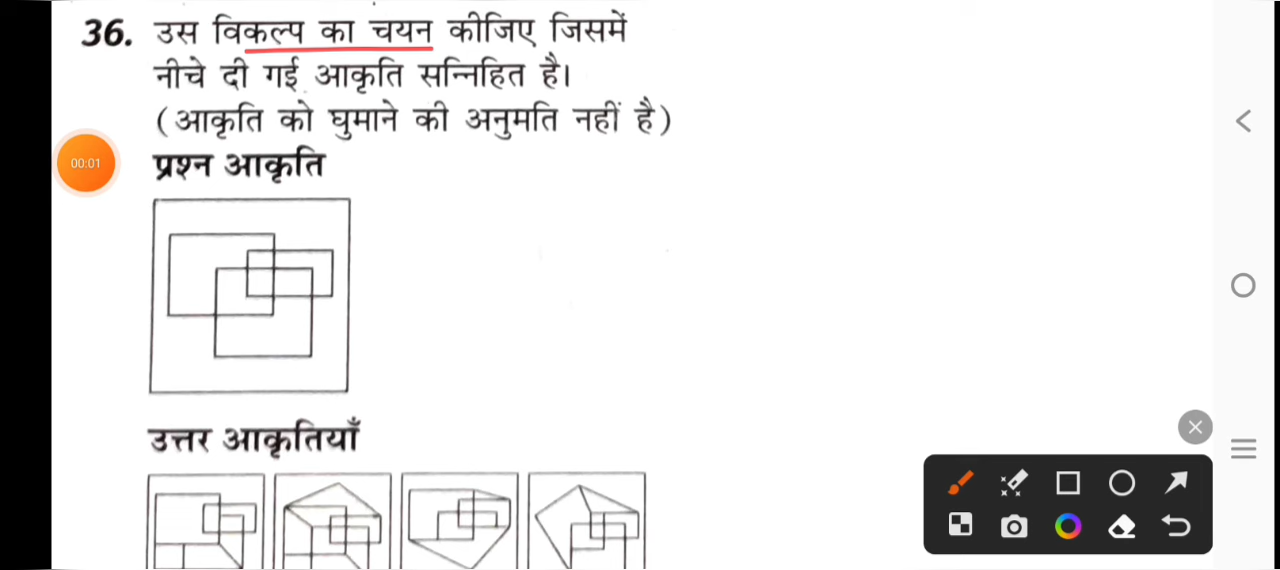 36. उस विकल्प का चयन कीजिए जिसमें
नीचे दी गई आकृति सन्निहित है।
(आकृति को घुमाने की अनुमति नहीं है)
00:01
प्रश्न आकृति
उत्तर आकृतियाँ